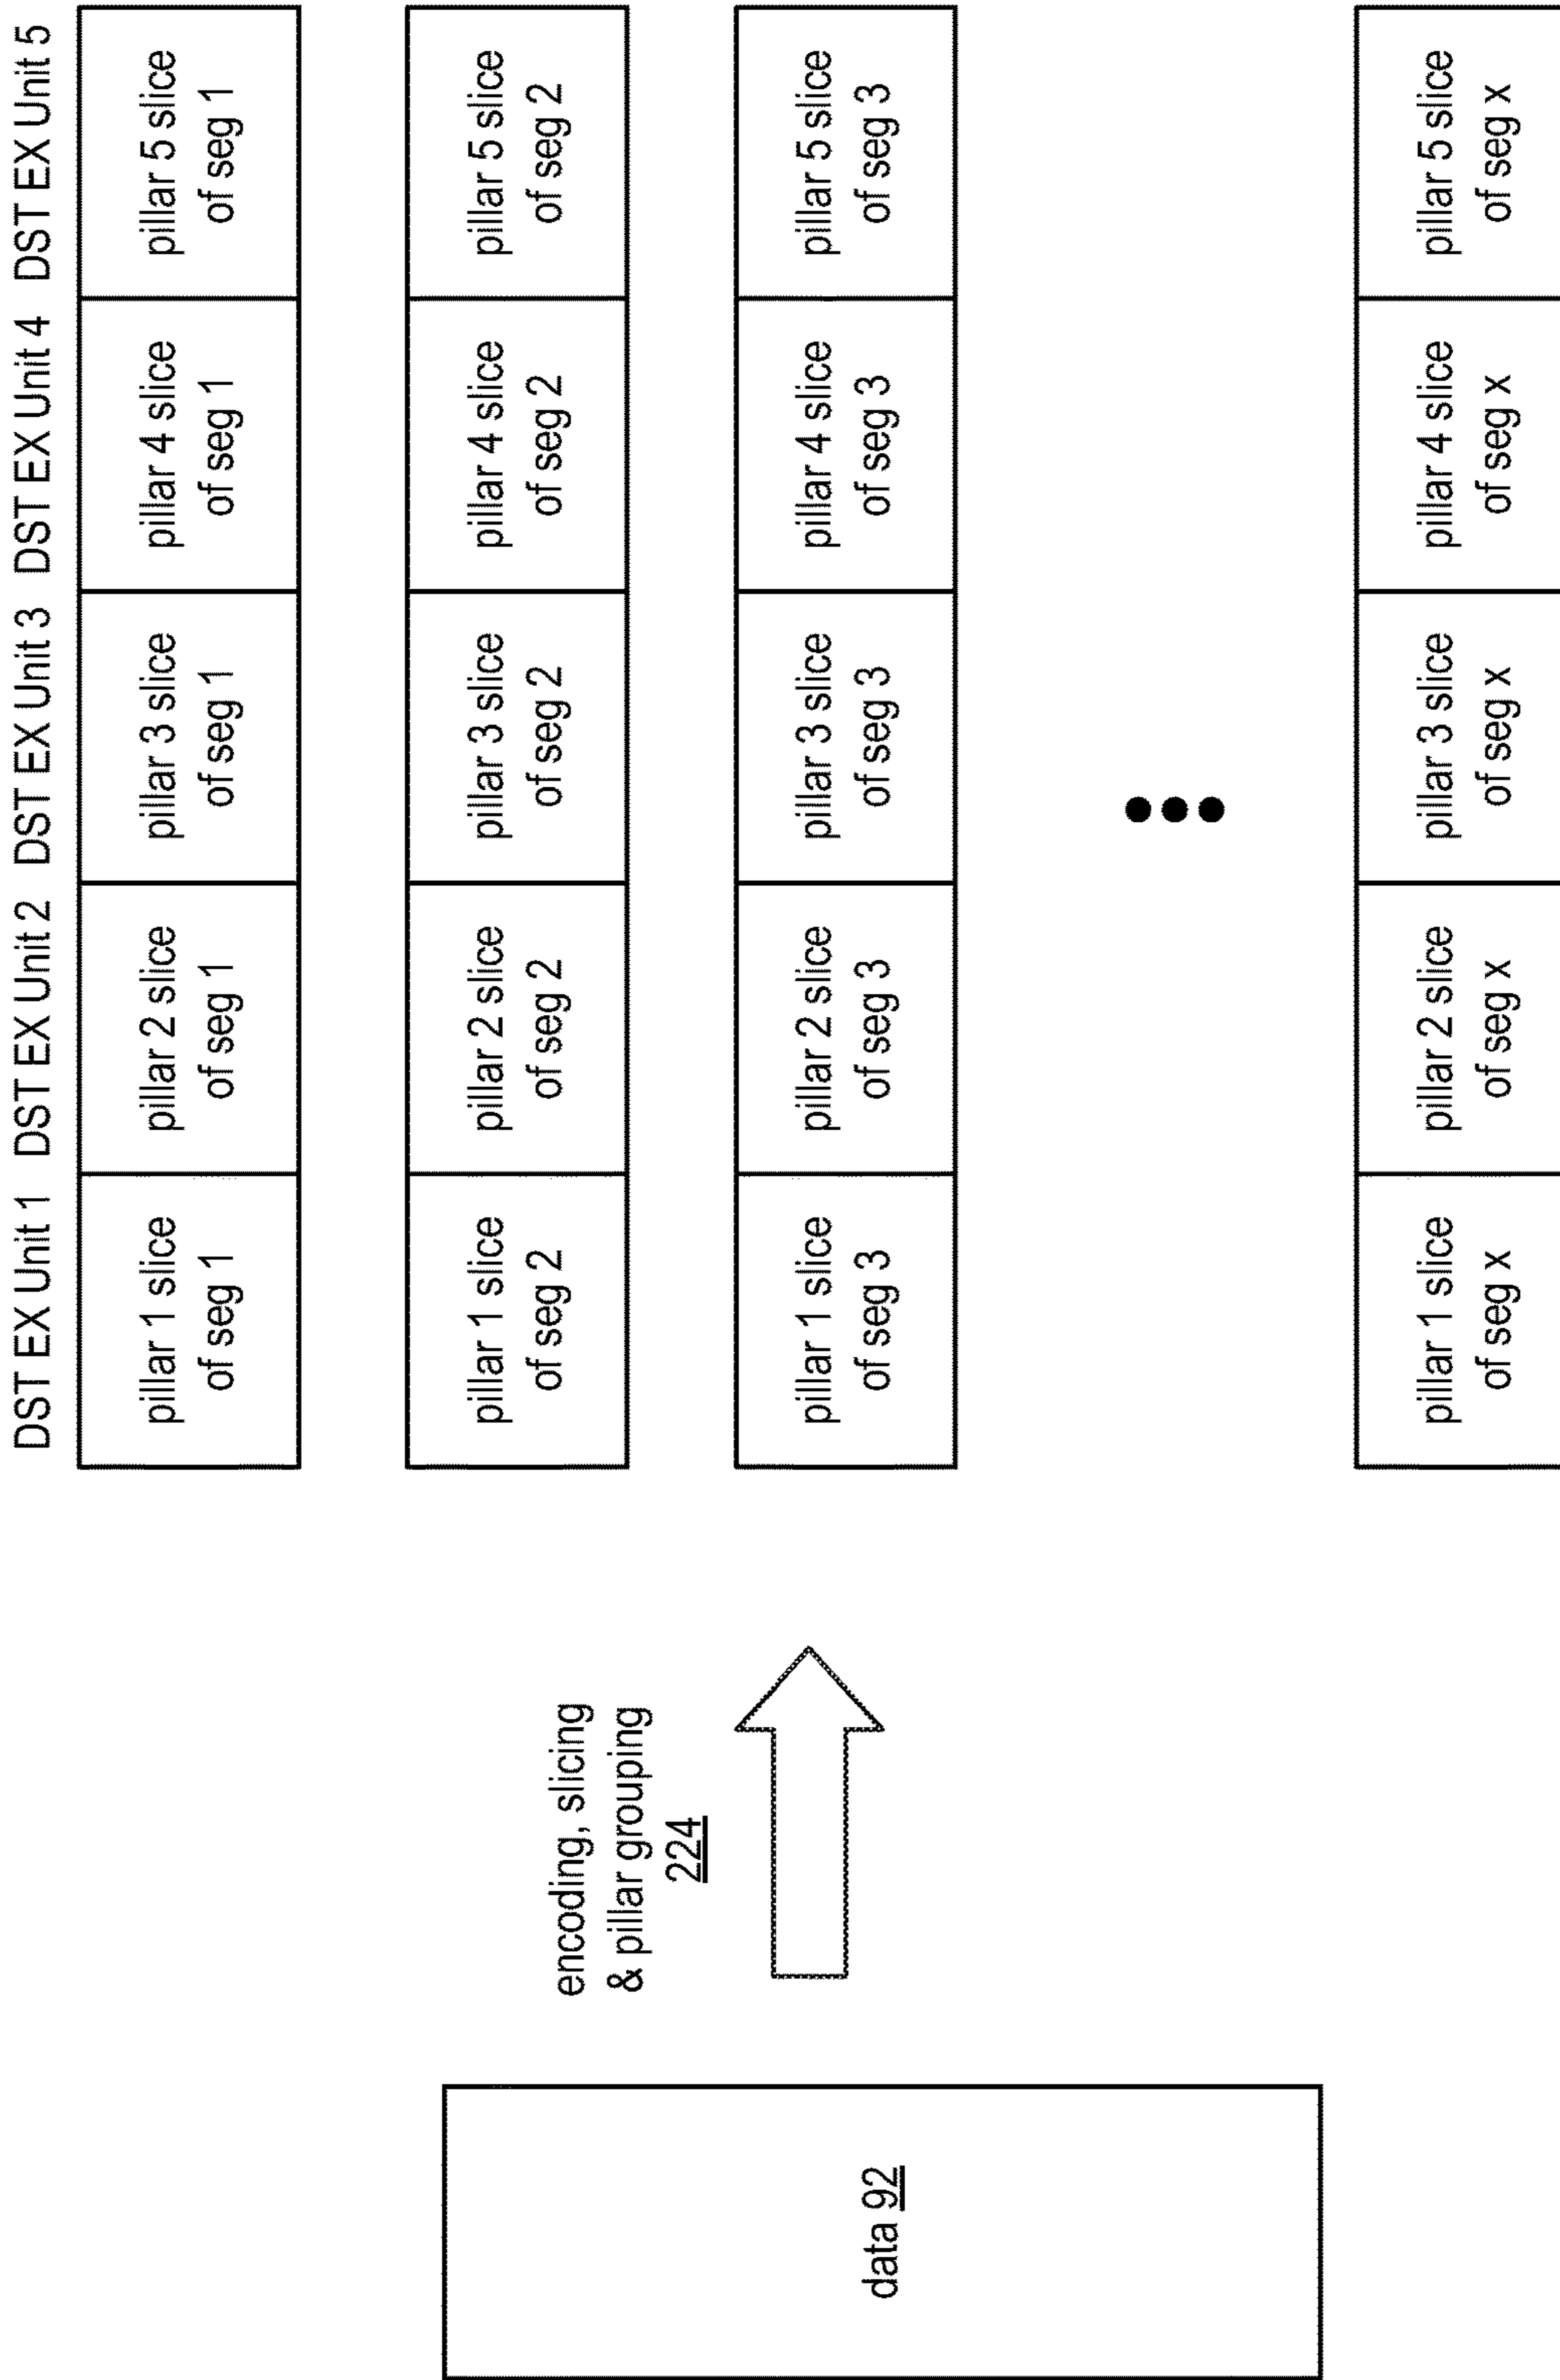 DST EX Unit 1 DST EX Unit 2 DST EX Unit 3 DST EX Unit 4 DST EX Unit 5
pillar 1 slice pillar 2 slice pillar 3 slice pillar 4 slice pillar 5 slice
of seg 1 of seg 1 of seg 1 of seg 1 of seg 1
pillar 1 slice pillar 2 slice pillar 3 slice pillar 4 slice pillar 5 slice
of seg 2 of seg 2 of seg 2 of seg 2 of seg 2
encoding, slicing
& pillar grouping
224
pillar 1 slice pillar 2 slice pillar 3 slice pillar 4 slice pillar 5 slice
of seg 3 of seg 3 of seg 3 of seg 3 of seg 3
data 92
pillar 1 slice pillar 2 slice pillar 3 slice pillar 4 slice pillar 5 slice
of seg x of seg x of seg x of seg x of seg x